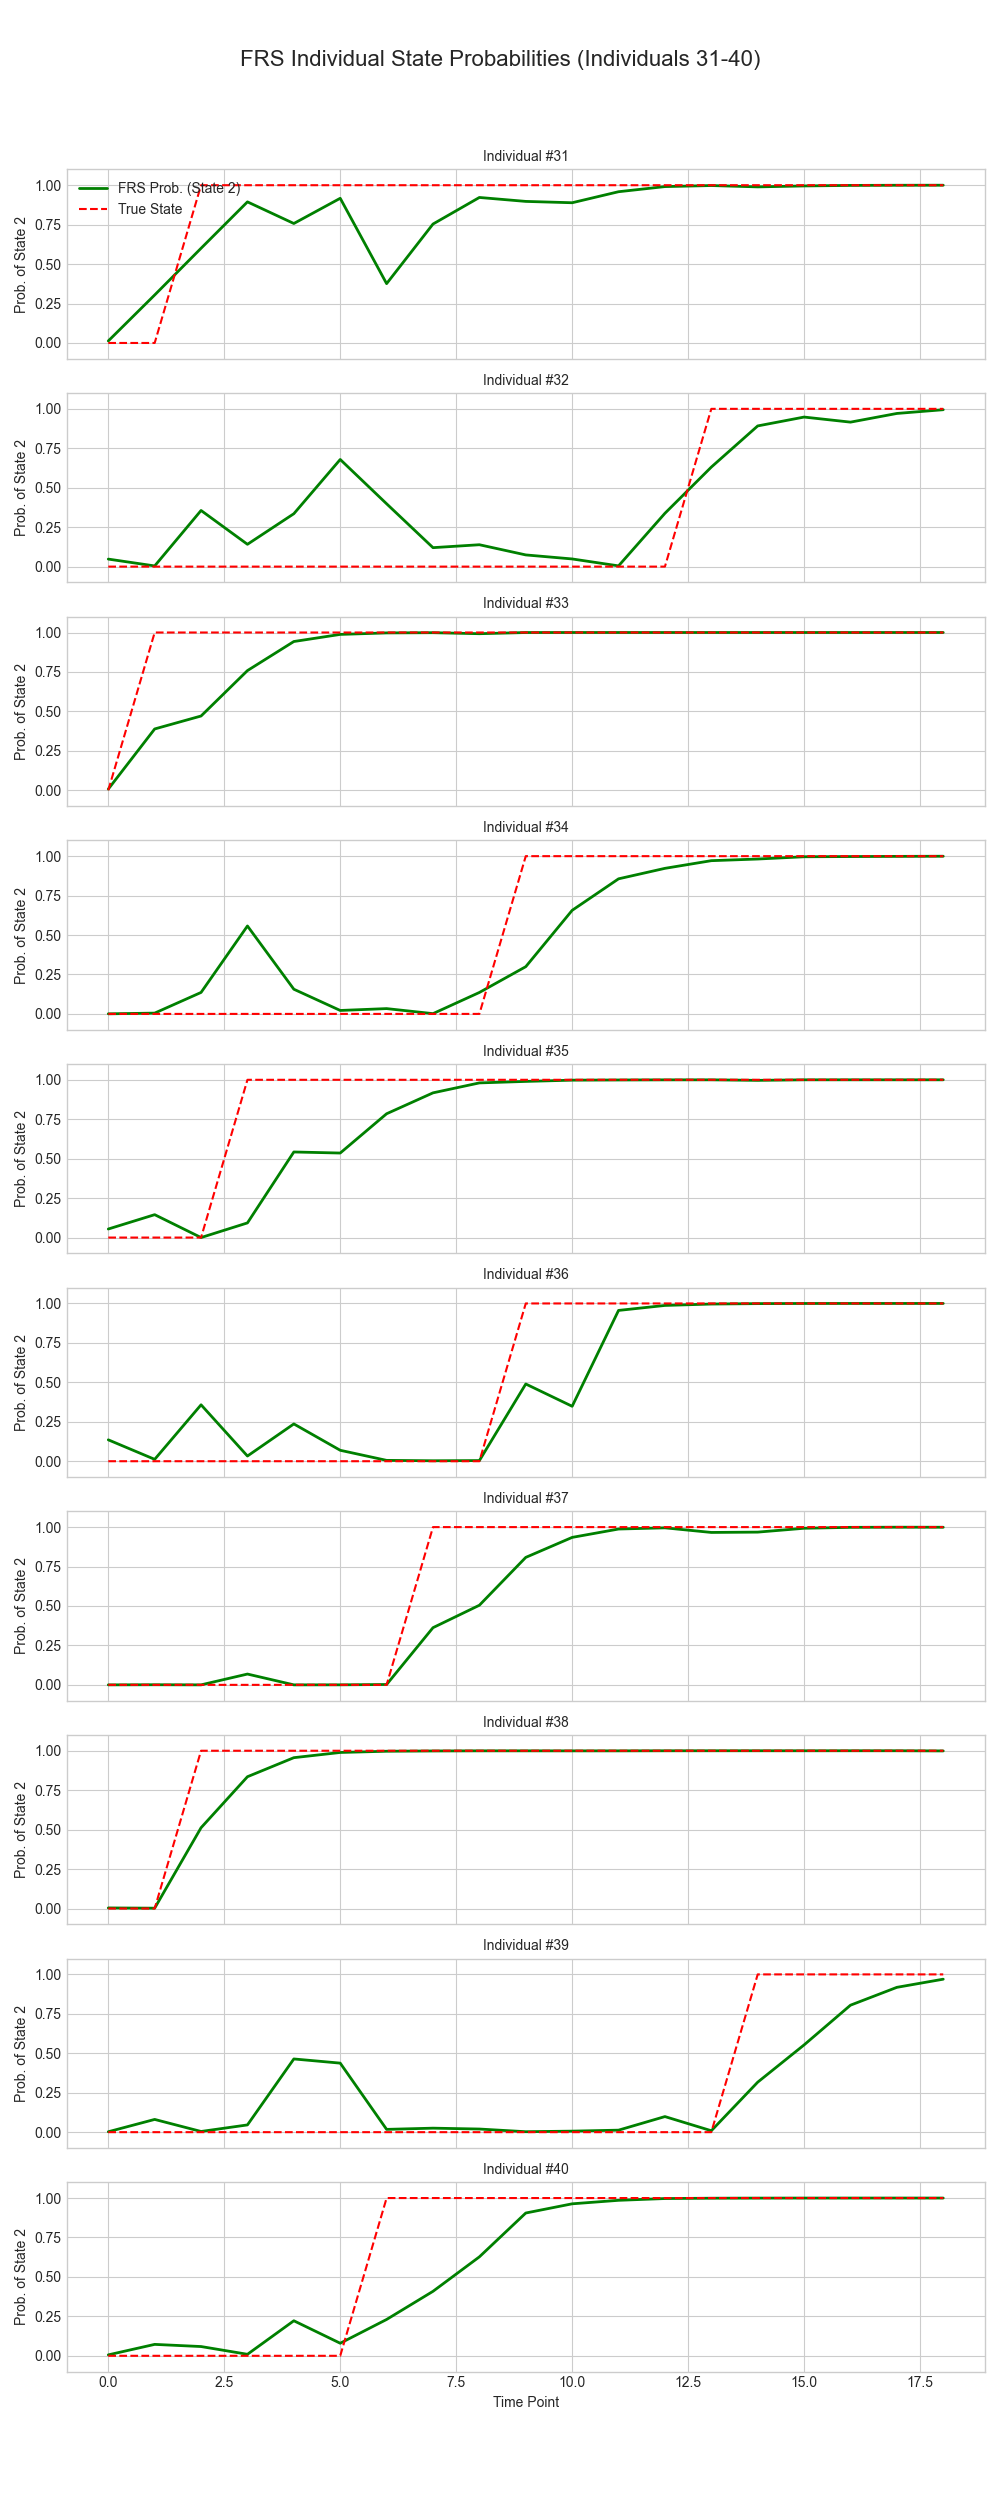 FRS Individual State Probabilities (Individuals 31-40)
Individual #31
1.00
0.75
0.50
0.25
0.00
Prob. of State 2
FRS Prob. (State 2)
True State
Individual #32
1.00
0.75
0.50
0.25
0.00
Prob. of State 2
Individual #33
1.00
0.75
0.50
0.25
0.00
Prob. of State 2
Individual #34
1.00
0.75
0.50
0.25
0.00
Prob. of State 2
Individual #35
1.00
0.75
0.50
0.25
0.00
Prob. of State 2
Individual #36
1.00
0.75
0.50
0.25
0.00
Prob. of State 2
Individual #37
1.00
0.75
0.50
0.25
0.00
Prob. of State 2
Individual #38
1.00
0.75
0.50
0.25
0.00
Prob. of State 2
Individual #39
1.00
0.75
0.50
0.25
0.00
Prob. of State 2
Individual #40
1.00
0.75
0.50
0.25
0.00
Prob. of State 2
0.0 2.5 5.0 7.5 10.0 12.5 15.0 17.5
Time Point